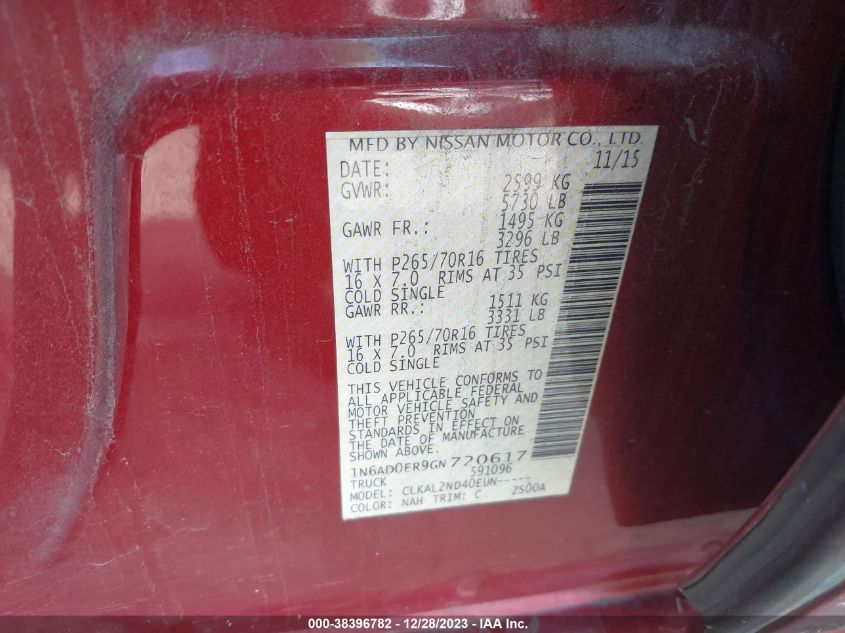 MFD BY NISSAN MOTOR CO., LTD.
DATE: 11/15
GVWR: 2599 KG
5730 LB
GAWR FR.: 1495 KG
3296 LB
WITH P265/70R16 TIRES
16 X 7.0 RIMS AT 35 PSI
COLD SINGLE
GAWR RR.: 1511 KG
3331 LB
WITH P265/70R16 TIRES
16 X 7.0 RIMS AT 35 PSI
COLD SINGLE
THIS VEHICLE CONFORMS TO
ALL APPLICABLE FEDERAL
MOTOR VEHICLE SAFETY AND
THEFT PREVENTION
STANDARDS IN EFFECT ON
THE DATE OF MANUFACTURE
SHOWN ABOVE.
1N6AD0ER9GN720617
TRUCK 591096
MODEL: CLKAL2ND40EUN-----
COLOR: NAH TRIM: C 2S00A
000-38396782 - 12/28/2023 - IAA Inc.